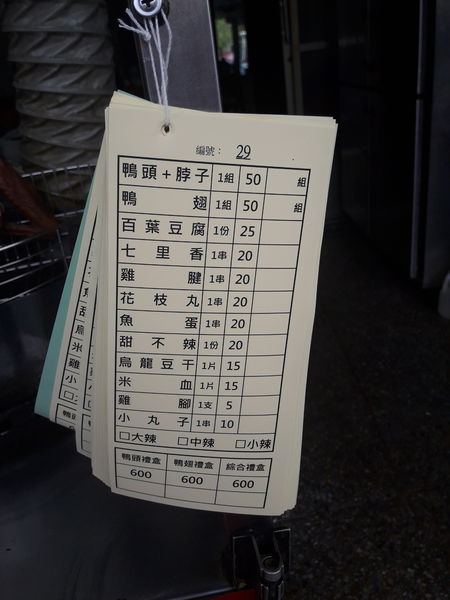 編號： 29
鴨頭＋脖子 1組 50 組
鴨翅 1組 50 組
百葉豆腐 1份 25
七里香 1串 20
雞腱 1串 20
花枝丸 1串 20
魚蛋 1串 20
甜不辣 1份 20
烏龍豆干 1片 15
米血 1片 15
雞腳 1支 5
小丸子 1串 10
□大辣 □中辣 □小辣
鴨頭禮盒 鴨翅禮盒 綜合禮盒
600 600 600